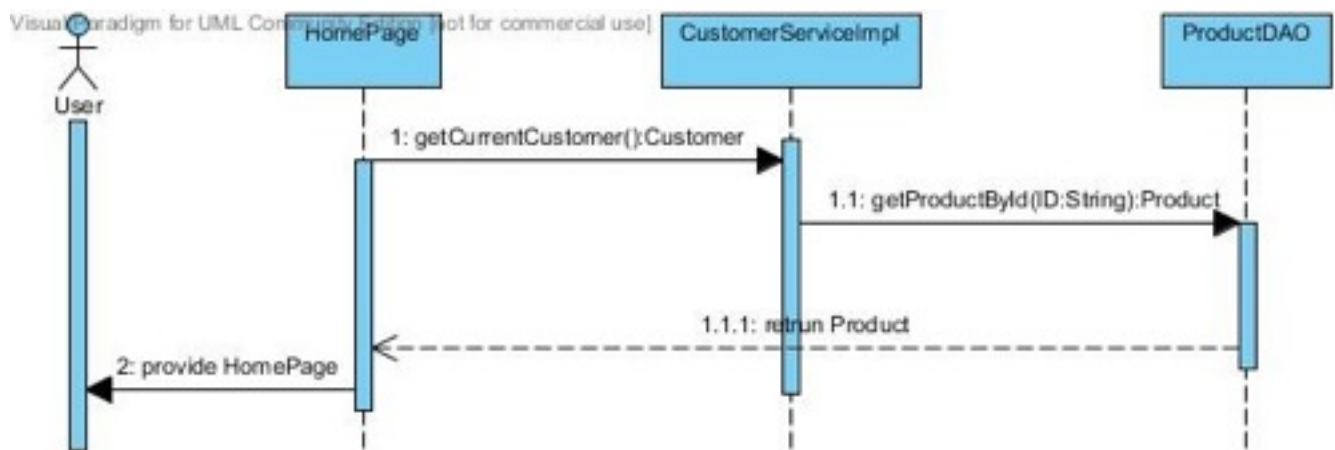 Visual Paradigm for UML Community Edition [not for commercial use]
HomePage
CustomerServiceImpl
ProductDAO
User
1: getCurrentCustomer():Customer
1.1: getProductById(ID:String):Product
1.1.1: retrun Product
2: provide HomePage